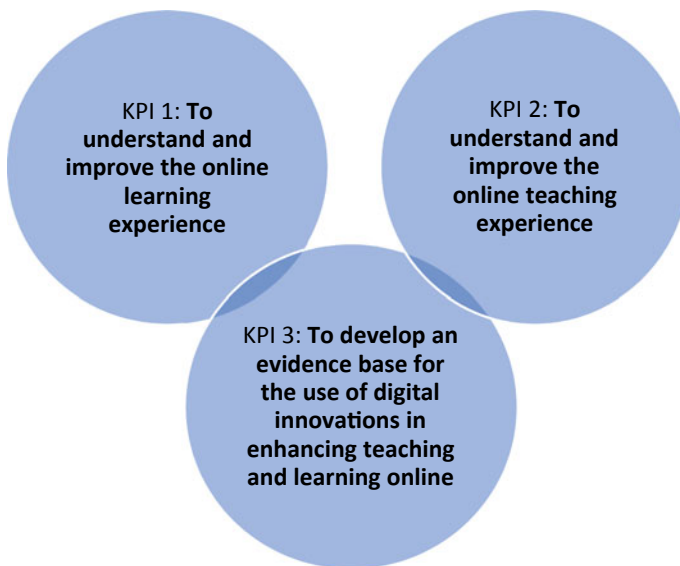 KPI 1: To
understand and
improve the online
learning
experience
KPI 2: To
understand and
improve the
online teaching
experience
KPI 3: To develop an
evidence base for
the use of digital
innovations in
enhancing teaching
and learning online